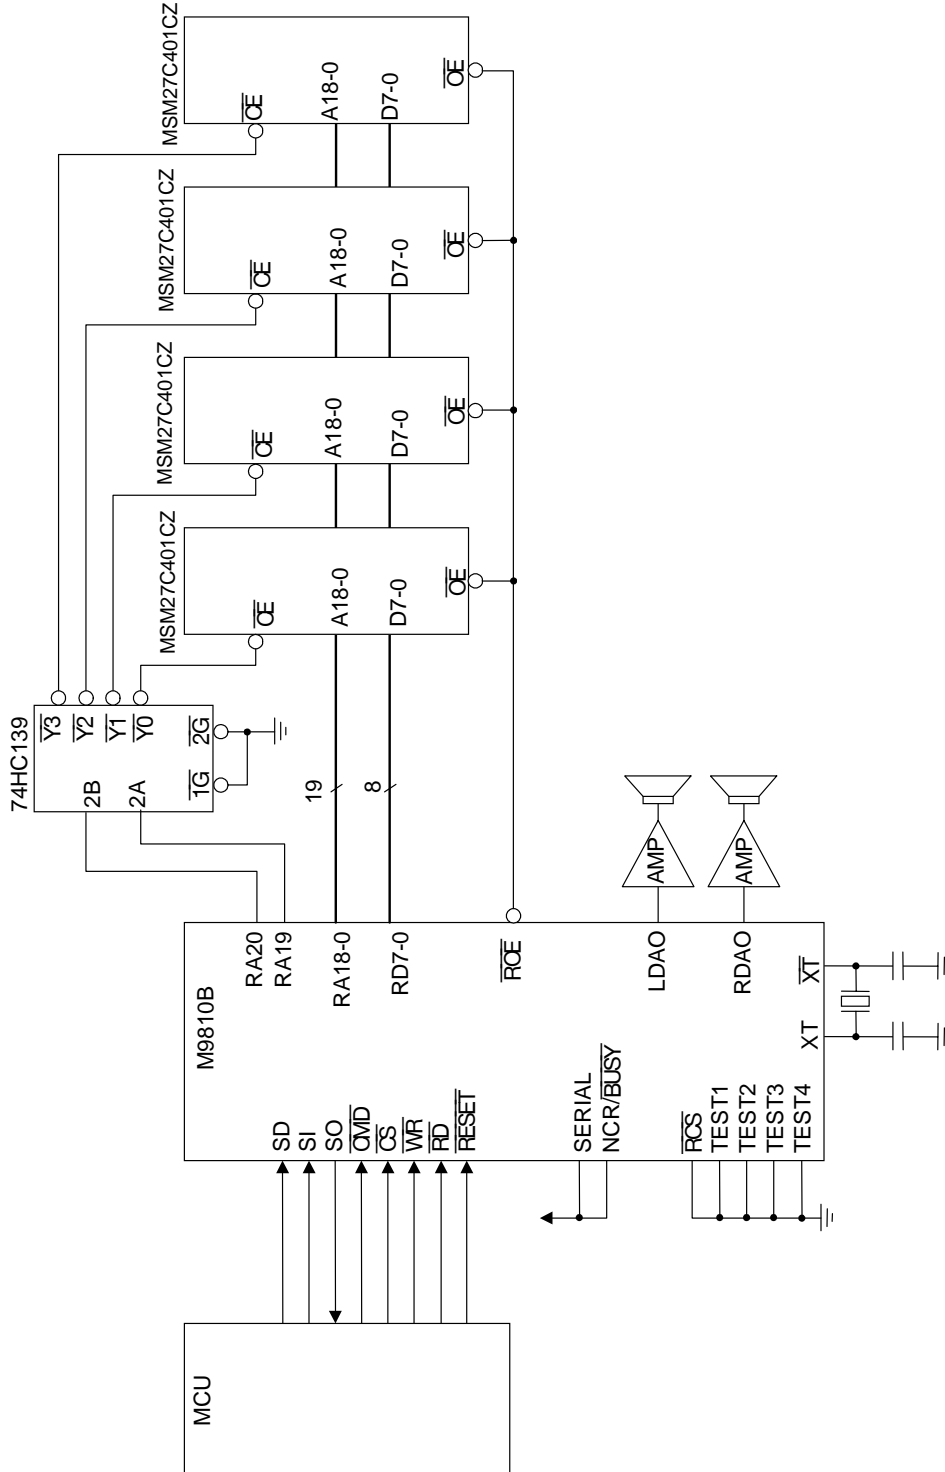 MCU
M9810B
SD
SI
SO
CMD
CS
WR
RD
RESET
SERIAL
NCR/BUSY
RCS
TEST1
TEST2
TEST3
TEST4
RA20
RA19
RA18-0
RD7-0
ROE
LDAO
RDAO
XT
XT
19
8
AMP
AMP
74HC139
2B
2A
1G
2G
Y3
Y2
Y1
Y0
MSM27C401CZ
CE
A18-0
D7-0
OE
MSM27C401CZ
CE
A18-0
D7-0
OE
MSM27C401CZ
CE
A18-0
D7-0
OE
MSM27C401CZ
CE
A18-0
D7-0
OE